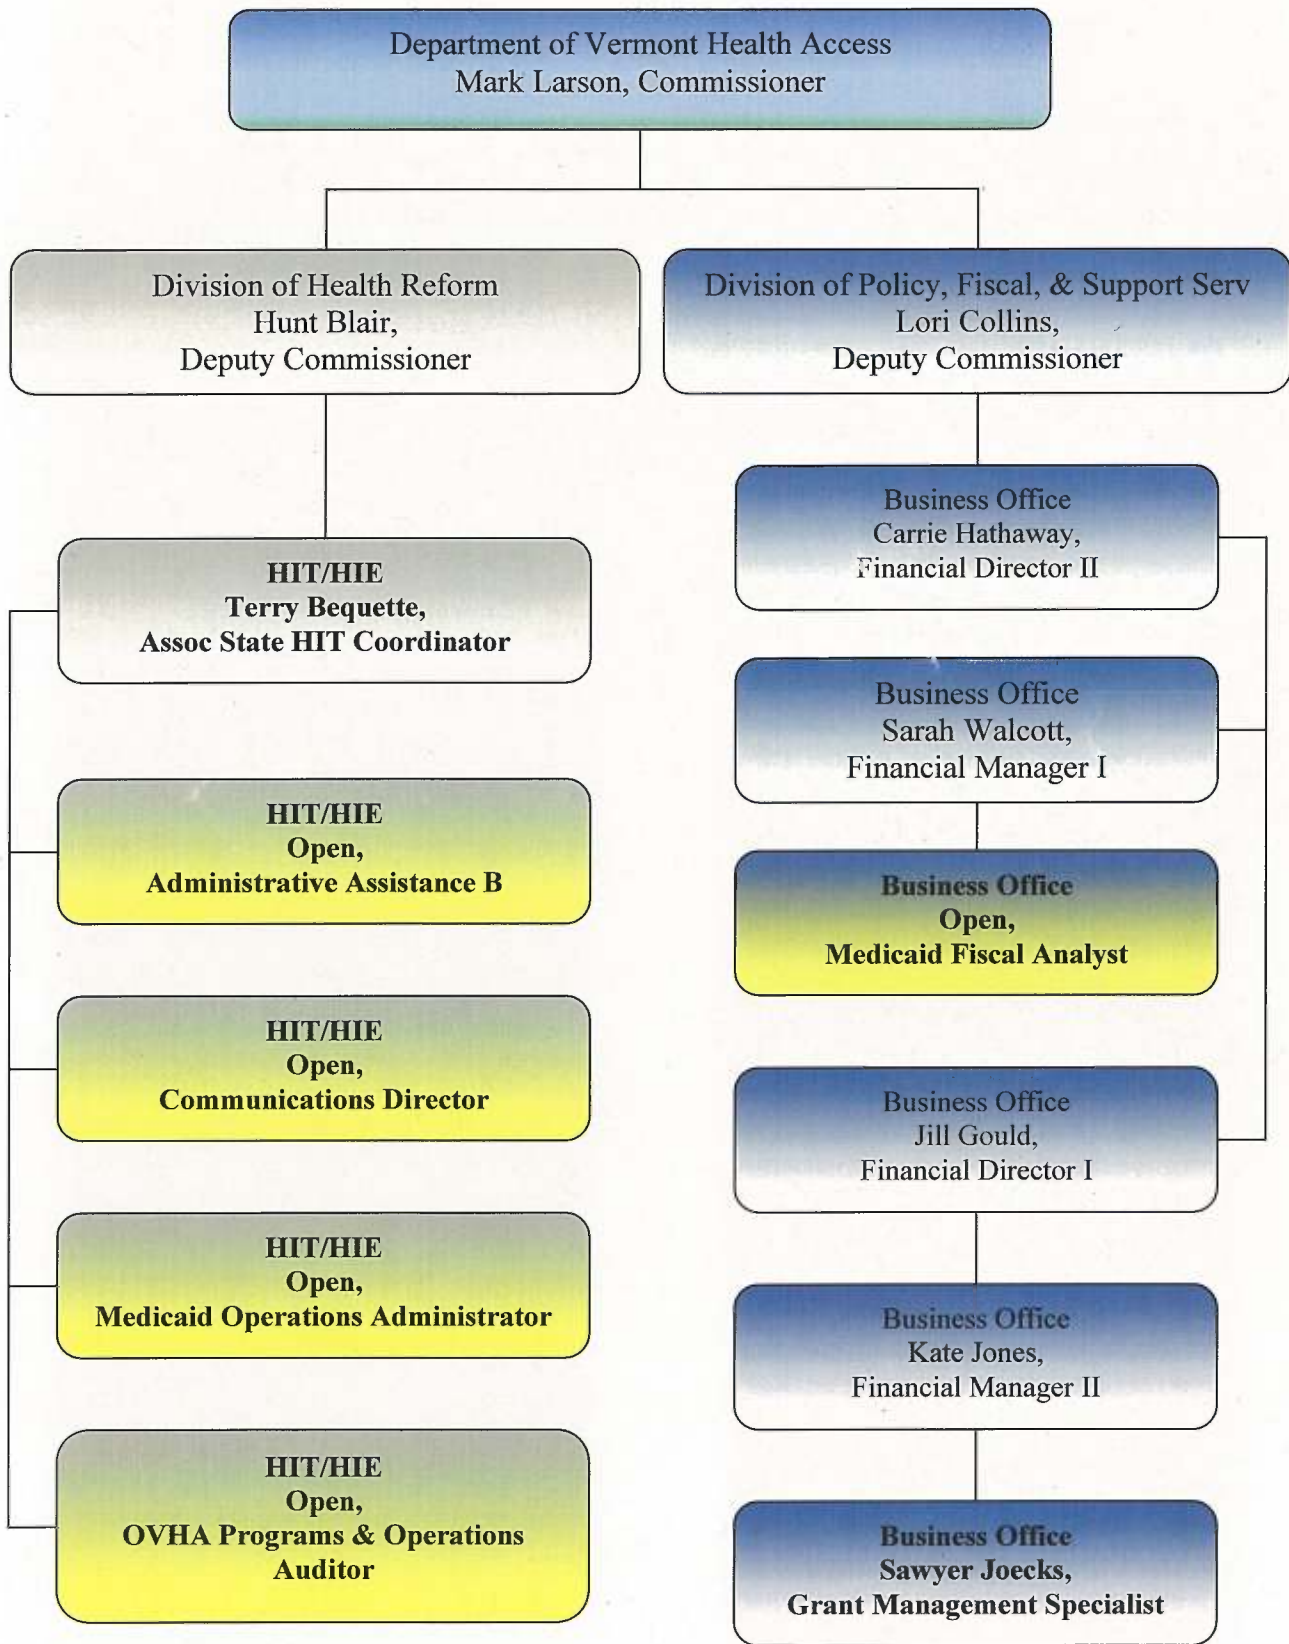 Department of Vermont Health Access
Mark Larson, Commissioner
Division of Health Reform
Hunt Blair,
Deputy Commissioner
Division of Policy, Fiscal, & Support Serv
Lori Collins,
Deputy Commissioner
HIT/HIE
Terry Bequette,
Assoc State HIT Coordinator
HIT/HIE
Open,
Administrative Assistance B
HIT/HIE
Open,
Communications Director
HIT/HIE
Open,
Medicaid Operations Administrator
HIT/HIE
Open,
OVHA Programs & Operations
Auditor
Business Office
Carrie Hathaway,
Financial Director II
Business Office
Sarah Walcott,
Financial Manager I
Business Office
Open,
Medicaid Fiscal Analyst
Business Office
Jill Gould,
Financial Director I
Business Office
Kate Jones,
Financial Manager II
Business Office
Sawyer Joecks,
Grant Management Specialist